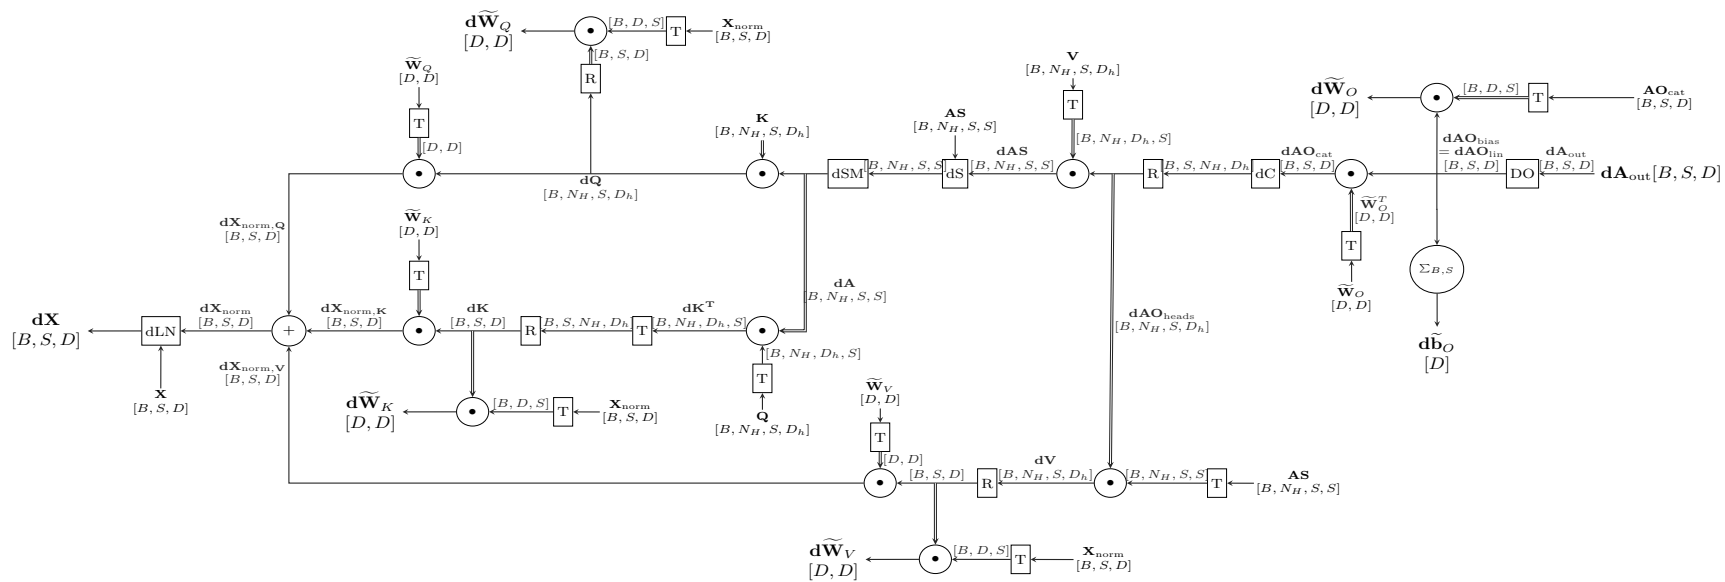 dW̃_Q
[D, D]
[B, D, S]
T
X_norm
[B, S, D]
[B, S, D]
R
W̃_Q
[D, D]
T
[D, D]
V
[B, N_H, S, D_h]
T
[B, N_H, D_h, S]
dW̃_O
[D, D]
[B, D, S]
T
AO_cat
[B, S, D]
K
[B, N_H, S, D_h]
AS
[B, N_H, S, S]
dQ
[B, N_H, S, D_h]
dSM
[B, N_H, S, S]
dS
dAS
[B, N_H, S, S]
R
[B, S, N_H, D_h]
dC
dAO_cat
[B, S, D]
dAO_bias
= dAO_lin
[B, S, D]
DO
dA_out
[B, S, D]
dA_out[B, S, D]
W̃_O^T
[D, D]
T
W̃_O
[D, D]
Σ_{B,S}
db̃_O
[D]
dX_norm,Q
[B, S, D]
W̃_K
[D, D]
T
dA
[B, N_H, S, S]
dAO_heads
[B, N_H, S, D_h]
dX
[B, S, D]
dLN
dX_norm
[B, S, D]
+
dX_norm,K
[B, S, D]
dK
[B, S, D]
R
[B, S, N_H, D_h]
T
dK^T
[B, N_H, D_h, S]
[B, N_H, D_h, S]
T
Q
[B, N_H, S, D_h]
X
[B, S, D]
dX_norm,V
[B, S, D]
dW̃_K
[D, D]
[B, D, S]
T
X_norm
[B, S, D]
W̃_V
[D, D]
T
[D, D]
[B, S, D]
R
dV
[B, N_H, S, D_h]
[B, N_H, S, S]
T
AS
[B, N_H, S, S]
dW̃_V
[D, D]
[B, D, S]
T
X_norm
[B, S, D]